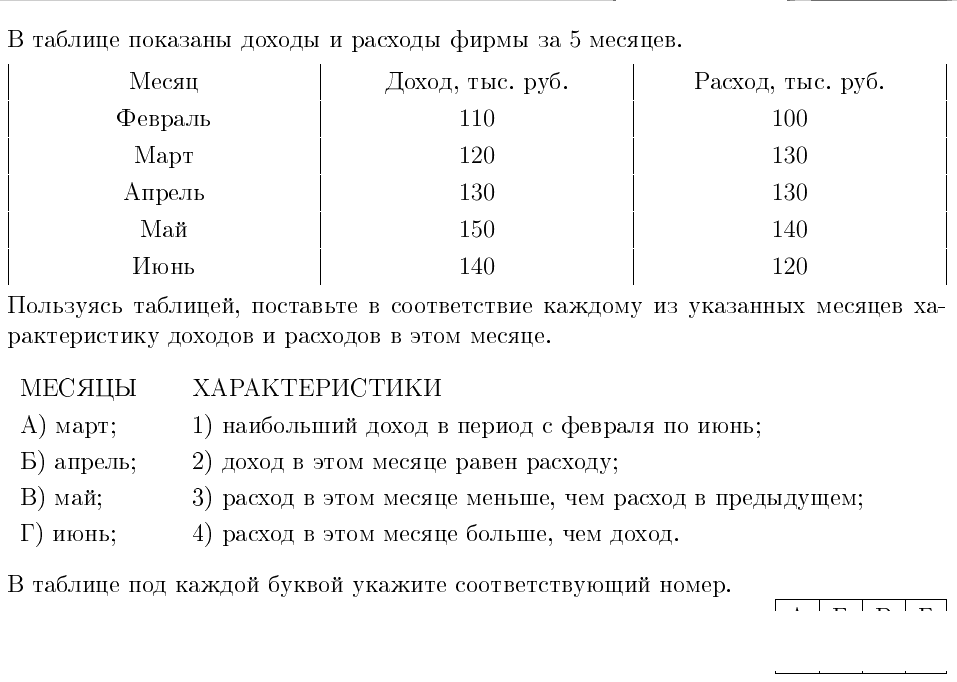 В таблице показаны доходы и расходы фирмы за 5 месяцев.
Месяц Доход, тыс. руб. Расход, тыс. руб.
Февраль 110 100
Март 120 130
Апрель 130 130
Май 150 140
Июнь 140 120
Пользуясь таблицей, поставьте в соответствие каждому из указанных месяцев ха-
рактеристику доходов и расходов в этом месяце.
МЕСЯЦЫ ХАРАКТЕРИСТИКИ
А) март; 1) наибольший доход в период с февраля по июнь;
Б) апрель; 2) доход в этом месяце равен расходу;
В) май; 3) расход в этом месяце меньше, чем расход в предыдущем;
Г) июнь; 4) расход в этом месяце больше, чем доход.
В таблице под каждой буквой укажите соответствующий номер.